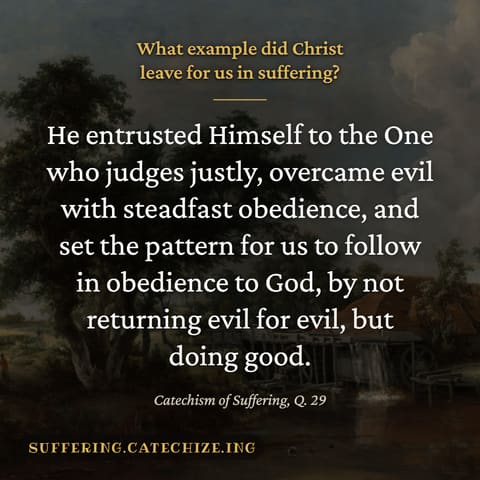 What example did Christ
leave for us in suffering?
He entrusted Himself to the One
who judges justly, overcame evil
with steadfast obedience, and
set the pattern for us to follow
in obedience to God, by not
returning evil for evil, but
doing good.
Catechism of Suffering, Q. 29
SUFFERING.CATECHIZE.ING